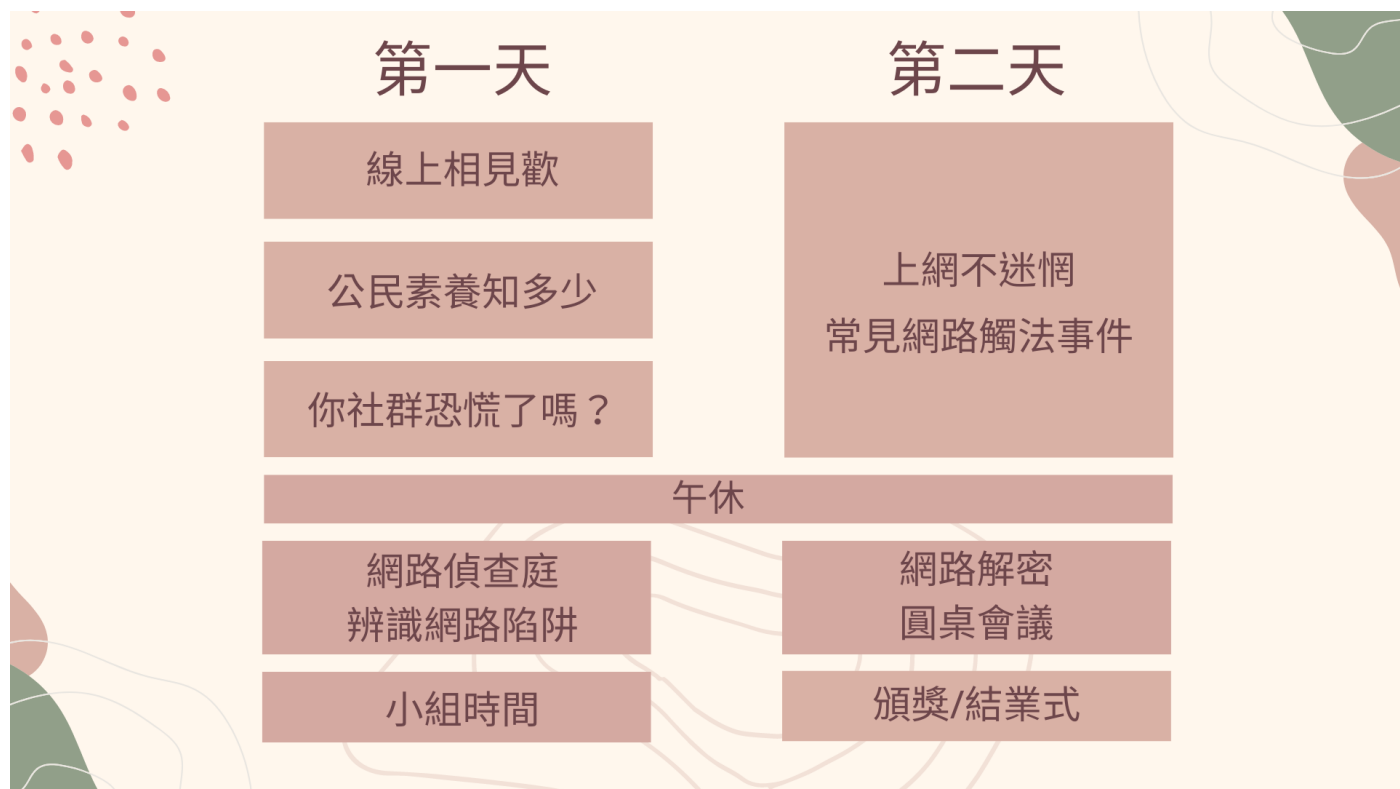 第一天
線上相見歡
公民素養知多少
你社群恐慌了嗎？
第二天
上網不迷惘
常見網路觸法事件
午休
網路偵查庭
辨識網路陷阱
小組時間
網路解密
圓桌會議
頒獎/結業式